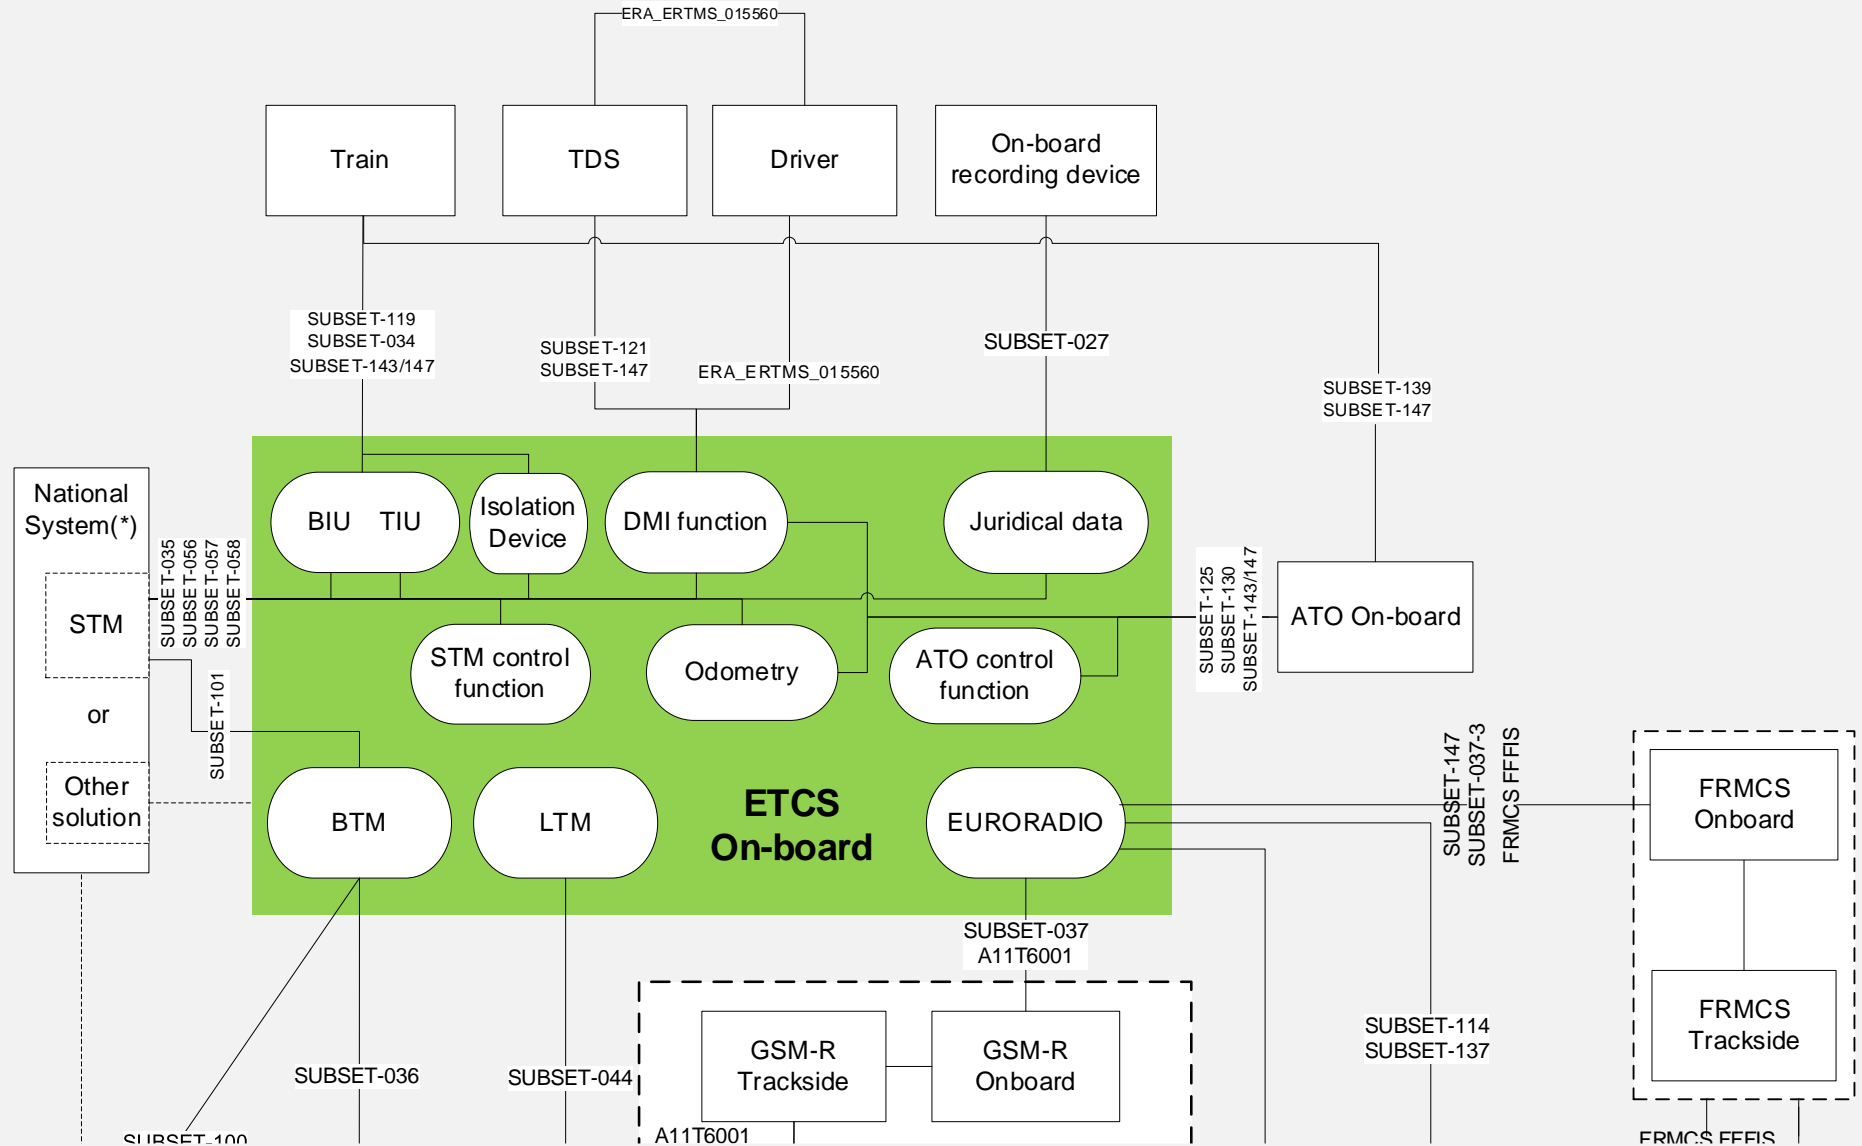 ERA_ERTMS_015560
Train
TDS
Driver
On-board
recording device
SUBSET-119
SUBSET-034
SUBSET-143/147
SUBSET-121
SUBSET-147
ERA_ERTMS_015560
SUBSET-027
SUBSET-139
SUBSET-147
National
System(*)
STM
or
Other
solution
SUBSET-035
SUBSET-056
SUBSET-057
SUBSET-058
SUBSET-101
BIU TIU
Isolation
Device
DMI function
Juridical data
STM control
function
Odometry
ATO control
function
SUBSET-125
SUBSET-130
SUBSET-143/147
ATO On-board
BTM
LTM
ETCS
On-board
EURORADIO
SUBSET-147
SUBSET-037-3
FRMCS FFFIS
FRMCS
Onboard
FRMCS
Trackside
SUBSET-037
A11T6001
GSM-R
Trackside
GSM-R
Onboard
SUBSET-114
SUBSET-137
SUBSET-036
SUBSET-044
SUBSET-100
A11T6001
FRMCS FFFIS